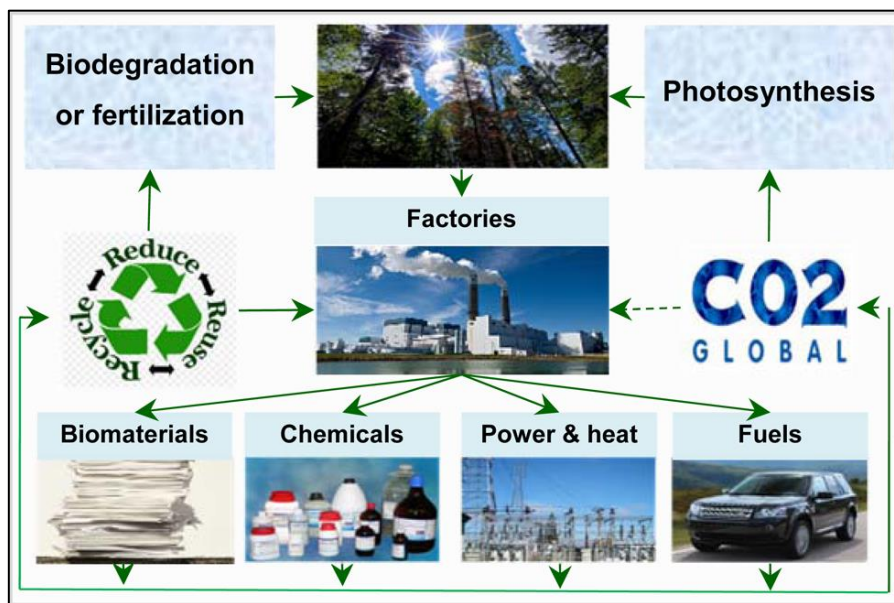 Biodegradation
or fertilization
Photosynthesis
Factories
Reduce
Reuse
Recycle
CO2
GLOBAL
Biomaterials
Chemicals
Power & heat
Fuels